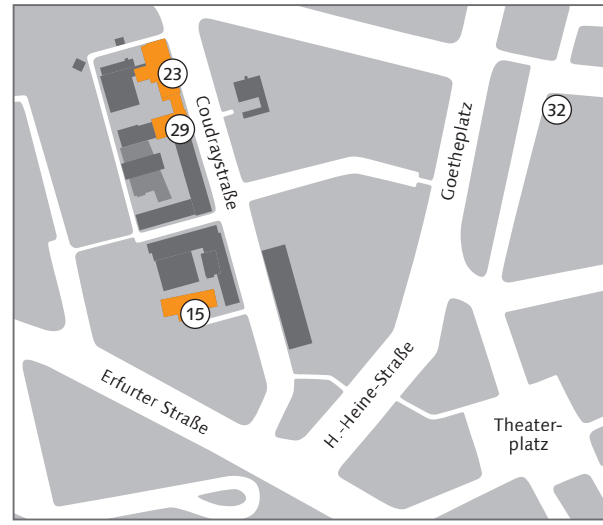 23
29
32
15
Coudraystraße
Goetheplatz
Erfurter Straße
H.-Heine-Straße
Theater-
platz